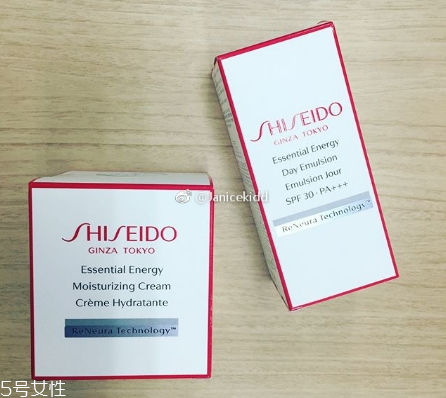 SHISEIDO
GINZA TOKYO
Essential Energy
Day Emulsion
Emulsion Jour
SPF 30 · PA+++
ReNeura Technology™
@Janicekidd
SHISEIDO
GINZA TOKYO
Essential Energy
Moisturizing Cream
Crème Hydratante
ReNeura Technology™
5号女性